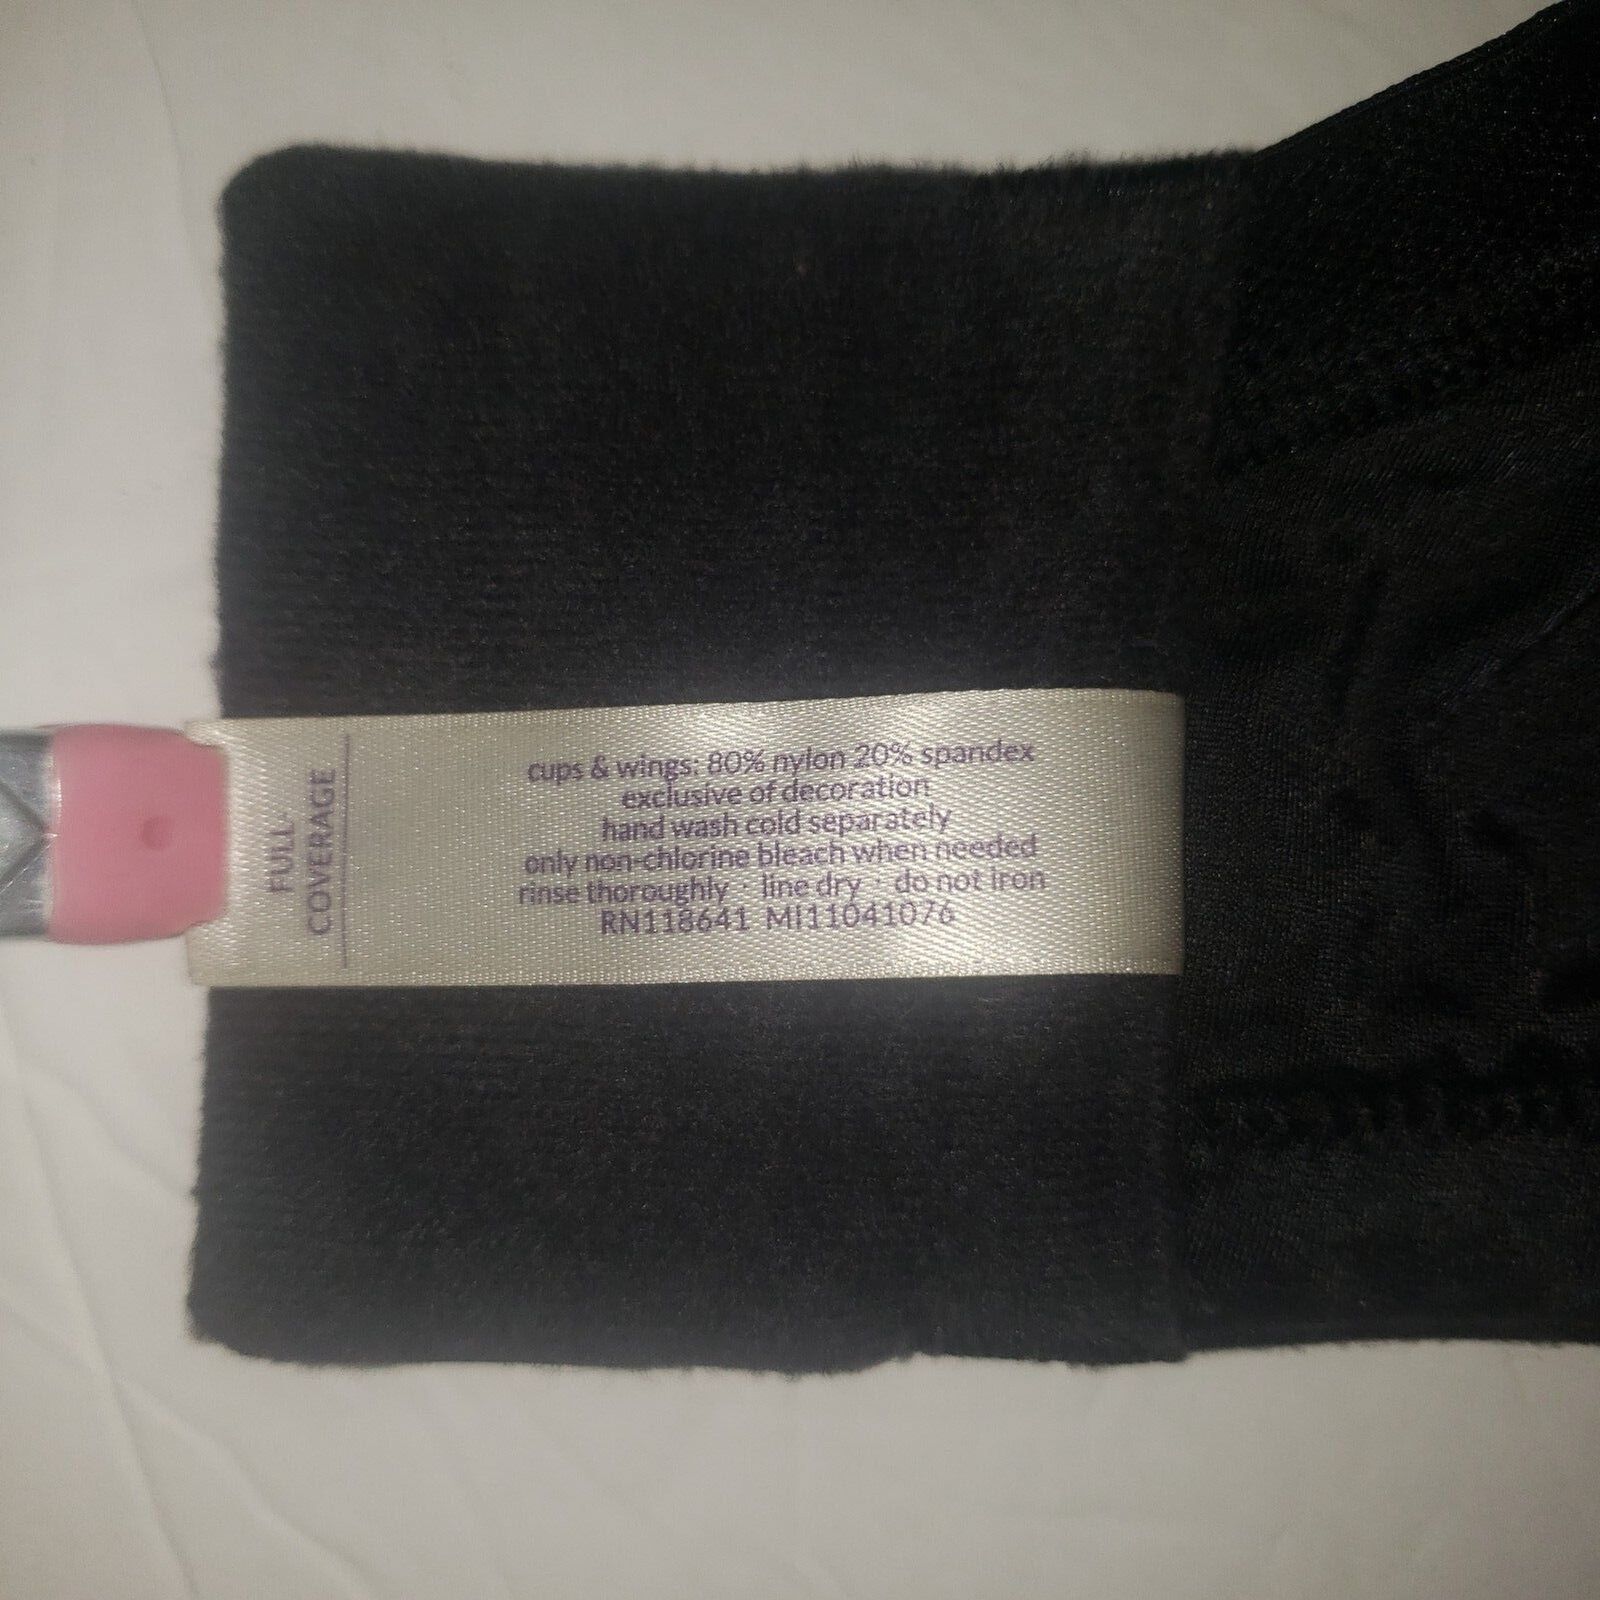 FULL-
COVERAGE
cups & wings: 80% nylon 20% spandex
exclusive of decoration
hand wash cold separately
only non-chlorine bleach when needed
rinse thoroughly · line dry · do not iron
RN118641 MI11041076